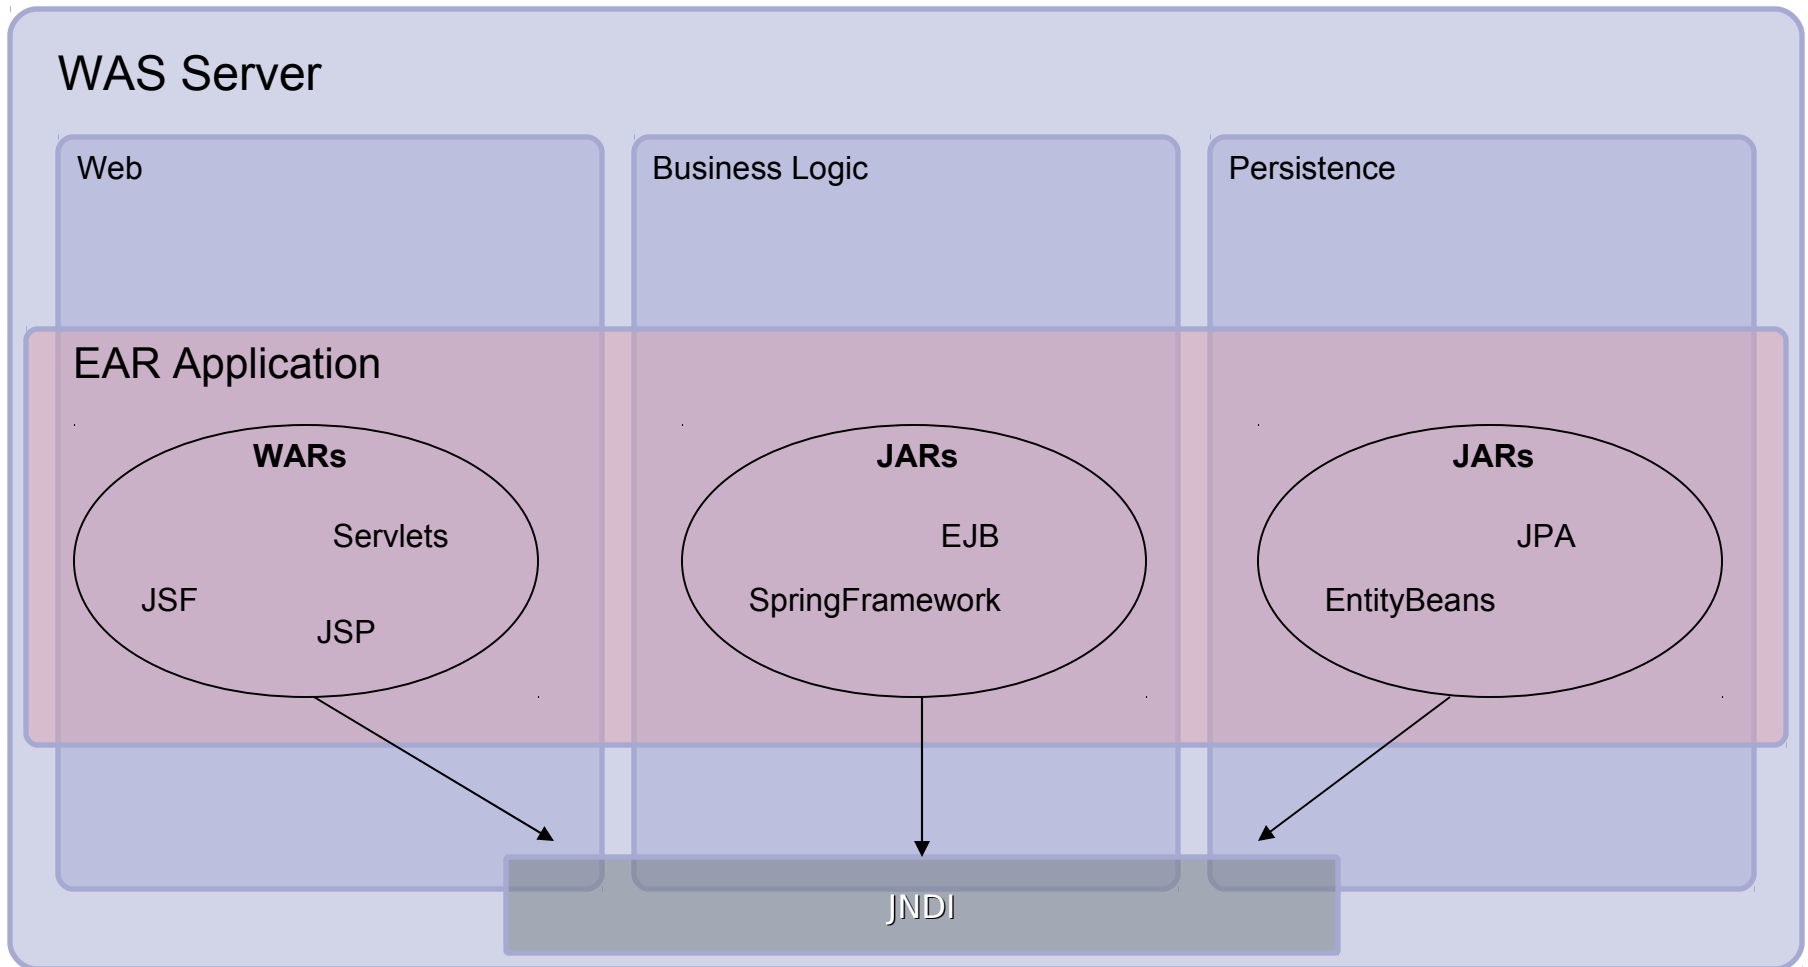 WAS Server
Web
Business Logic
Persistence
EAR Application
WARs
Servlets
JSF
JSP
JARs
EJB
SpringFramework
JARs
JPA
EntityBeans
JNDI